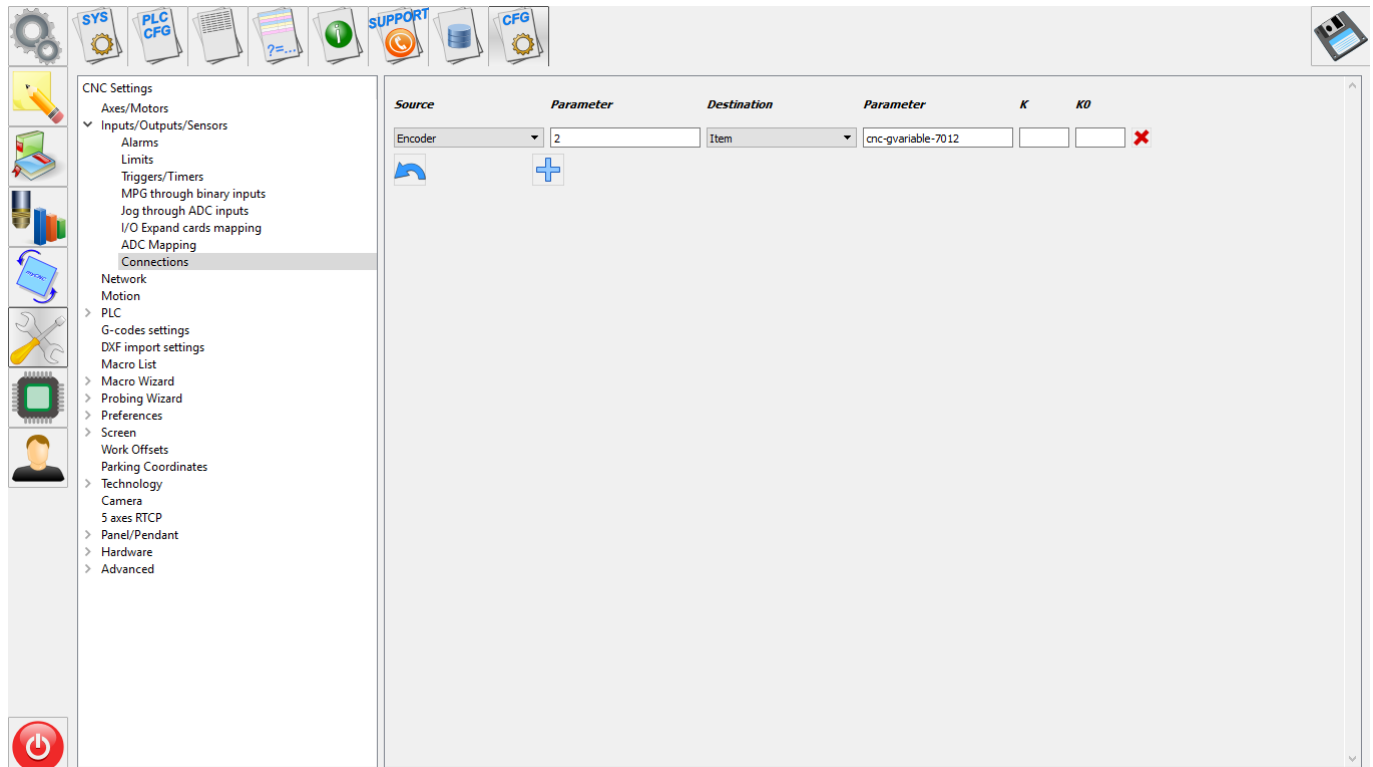 SYS
PLC
CFG
?=...
SUPPORT
CFG
CNC Settings
Axes/Motors
Inputs/Outputs/Sensors
Alarms
Limits
Triggers/Timers
MPG through binary inputs
Jog through ADC inputs
I/O Expand cards mapping
ADC Mapping
Connections
Network
Motion
PLC
G-codes settings
DXF import settings
Macro List
Macro Wizard
Probing Wizard
Preferences
Screen
Work Offsets
Parking Coordinates
Technology
Camera
5 axes RTCP
Panel/Pendant
Hardware
Advanced
Source Parameter Destination Parameter K K0
Encoder 2 Item cnc-gvariable-7012
myCNC